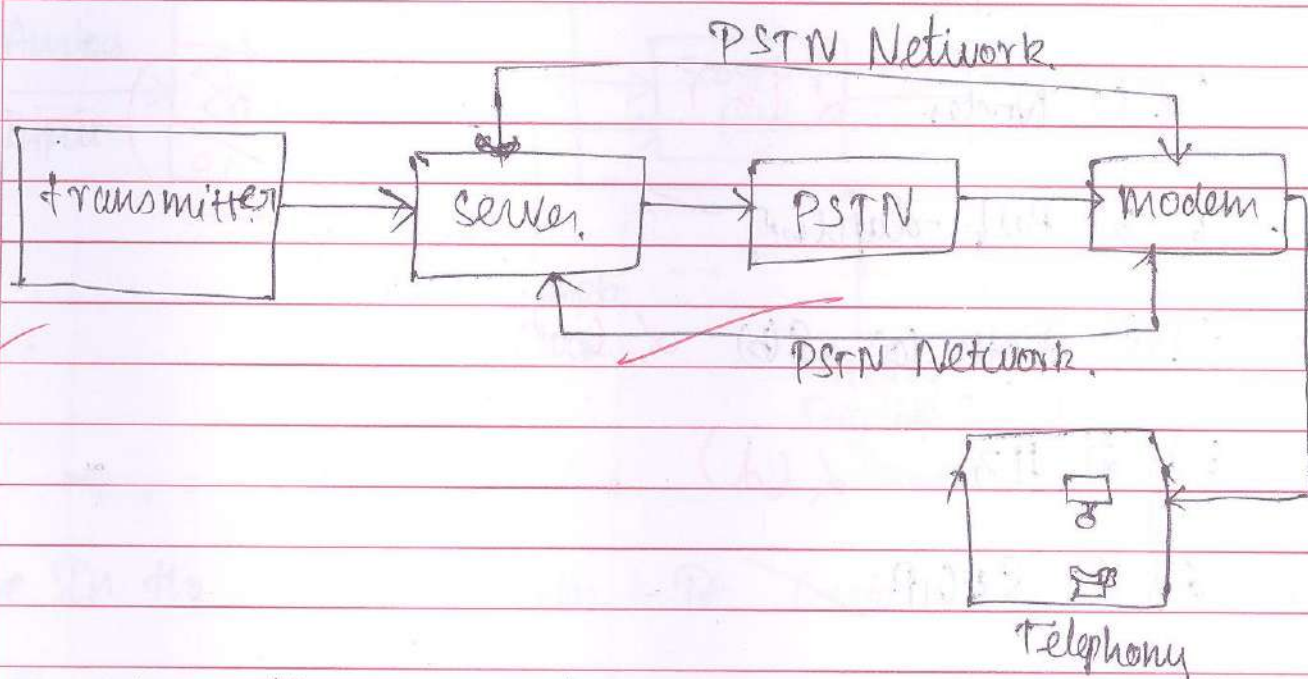 PSTN Network.
transmitter
server.
PSTN
modem.
PSTN Network.
Telephony